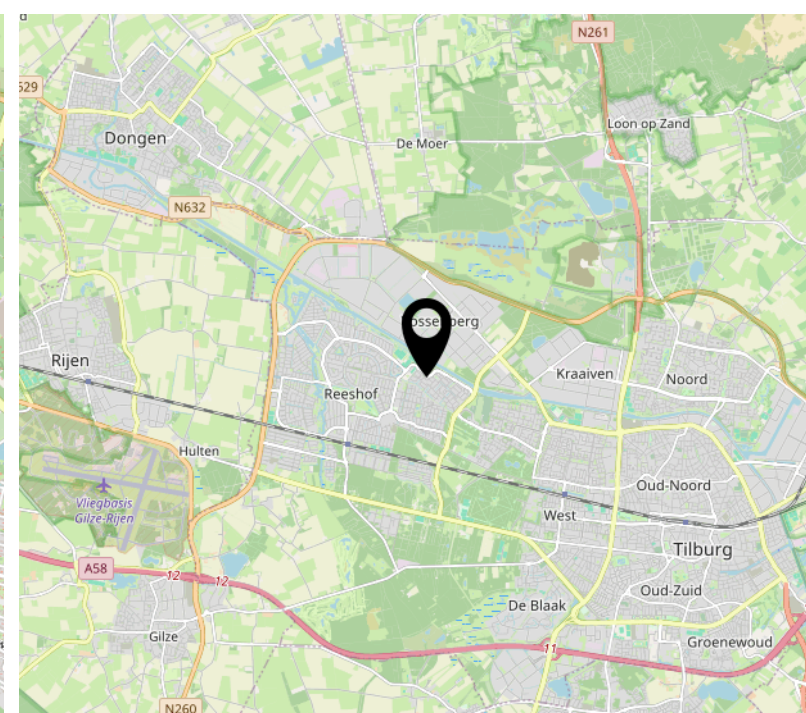 N261
529
Dongen
Loon op Zand
De Moer
N632
Rijen
Kraaiven
Noord
Reeshof
Hulten
Vliegbasis
Gilze-Rijen
Oud-Noord
West
Tilburg
A58
12
12
Oud-Zuid
De Blaak
Gilze
11
Groenewoud
N260